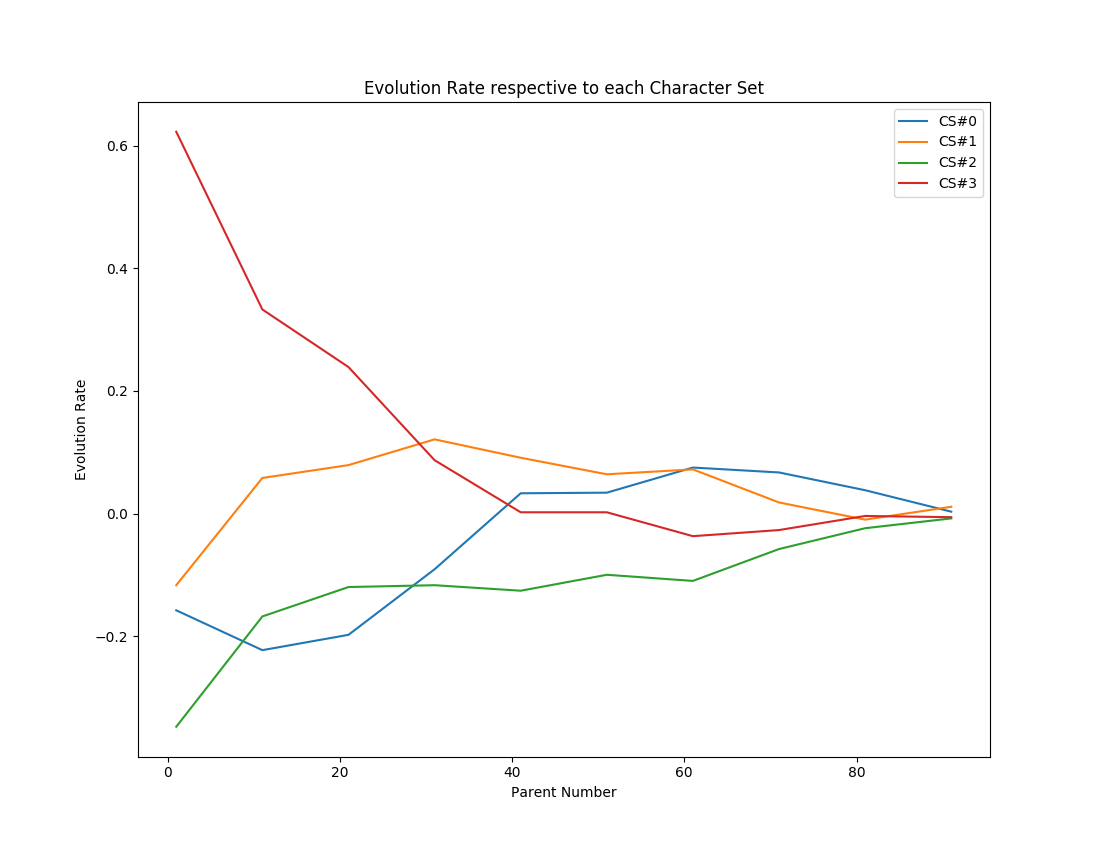 Evolution Rate respective to each Character Set
CS#0
CS#1
CS#2
CS#3
Evolution Rate
0.6
0.4
0.2
0.0
−0.2
0 20 40 60 80
Parent Number